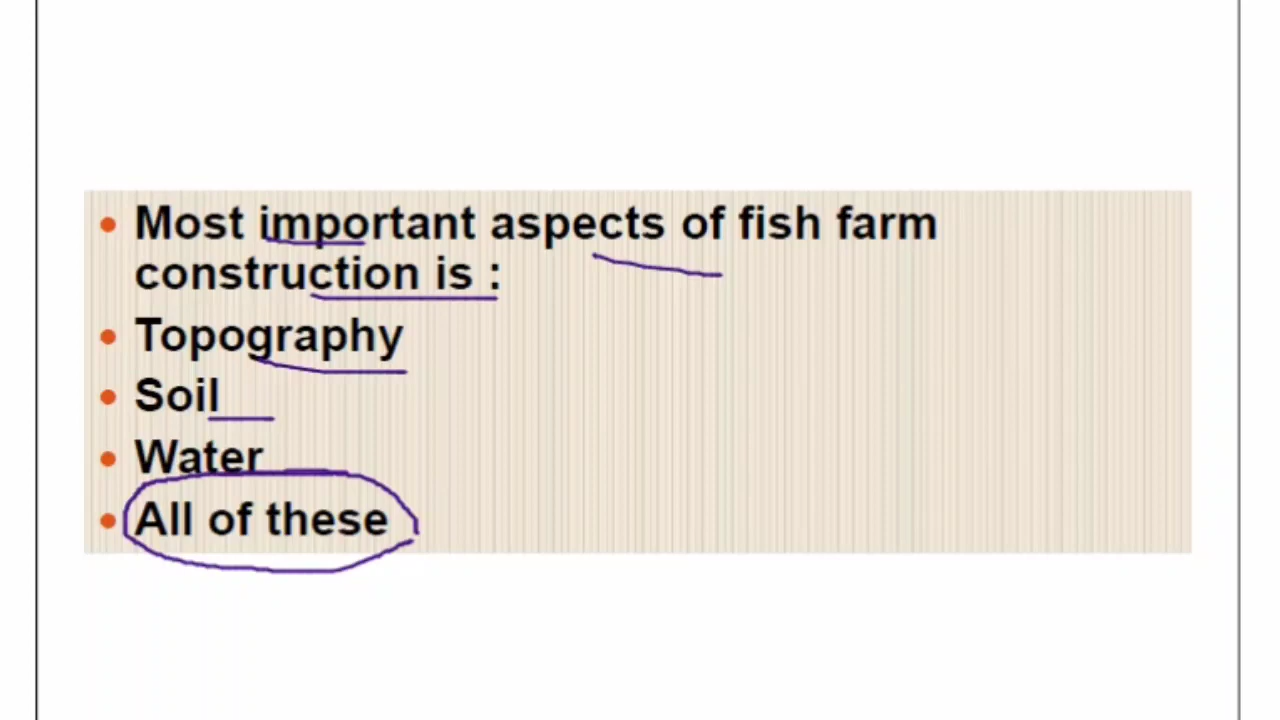 • Most important aspects of fish farm
construction is :
• Topography
• Soil
• Water
• All of these